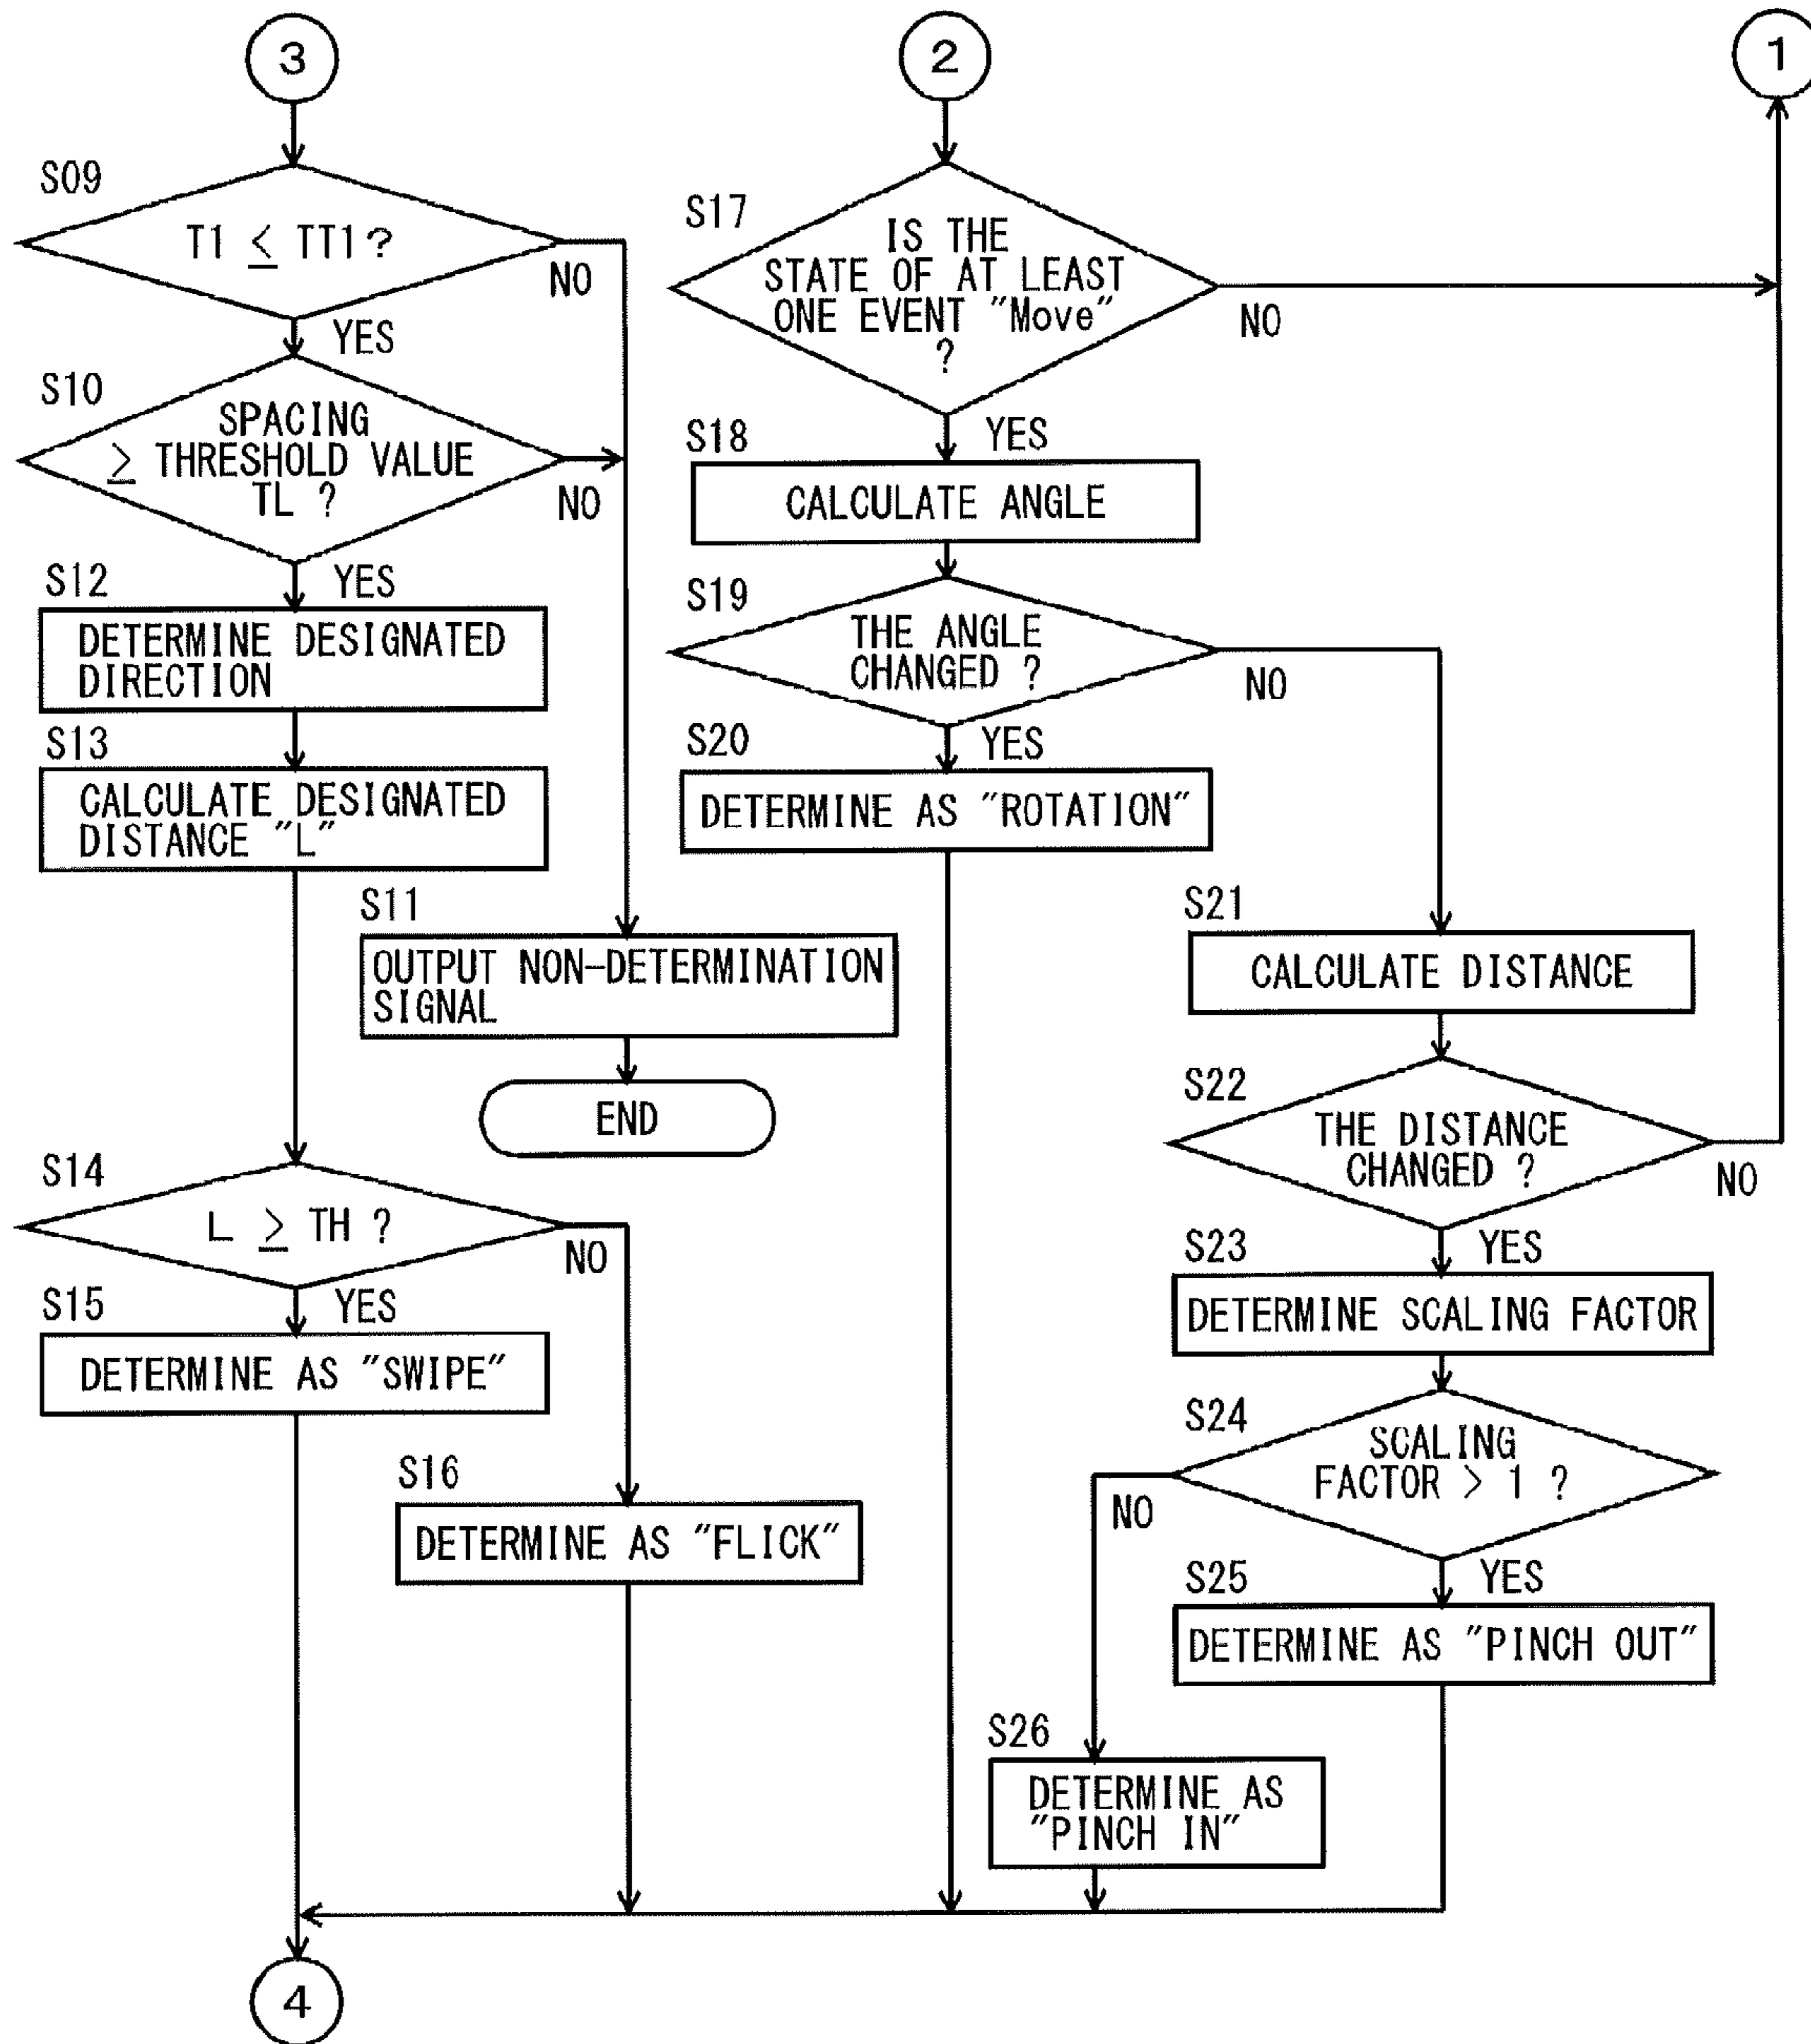 3
S09
T1 ≤ TT1?
NO
YES
S10
SPACING
≥ THRESHOLD VALUE
TL ?
NO
YES
S12
DETERMINE DESIGNATED
DIRECTION
S13
CALCULATE DESIGNATED
DISTANCE "L"
S11
OUTPUT NON-DETERMINATION
SIGNAL
END
S14
L ≥ TH ?
NO
YES
S15
DETERMINE AS "SWIPE"
S16
DETERMINE AS "FLICK"
4
2
S17
IS THE
STATE OF AT LEAST
ONE EVENT "Move"
?
NO
YES
S18
CALCULATE ANGLE
S19
THE ANGLE
CHANGED ?
NO
YES
S20
DETERMINE AS "ROTATION"
1
S21
CALCULATE DISTANCE
S22
THE DISTANCE
CHANGED ?
NO
YES
S23
DETERMINE SCALING FACTOR
S24
SCALING
FACTOR > 1 ?
NO
YES
S25
DETERMINE AS "PINCH OUT"
S26
DETERMINE AS
"PINCH IN"